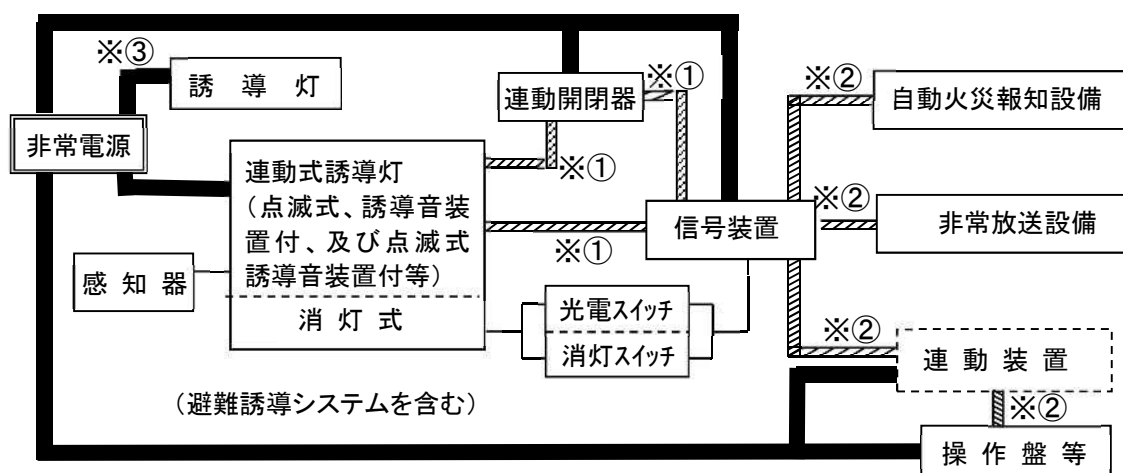 ※③
誘導灯
連動開閉器
※①
※②
自動火災報知設備
非常電源
※①
連動式誘導灯
(点滅式、誘導音装
置付、及び点滅式
誘導音装置付等)
消灯式
※①
信号装置
※②
非常放送設備
感知器
光電スイッチ
消灯スイッチ
※②
連動装置
(避難誘導システムを含む)
※②
操作盤等